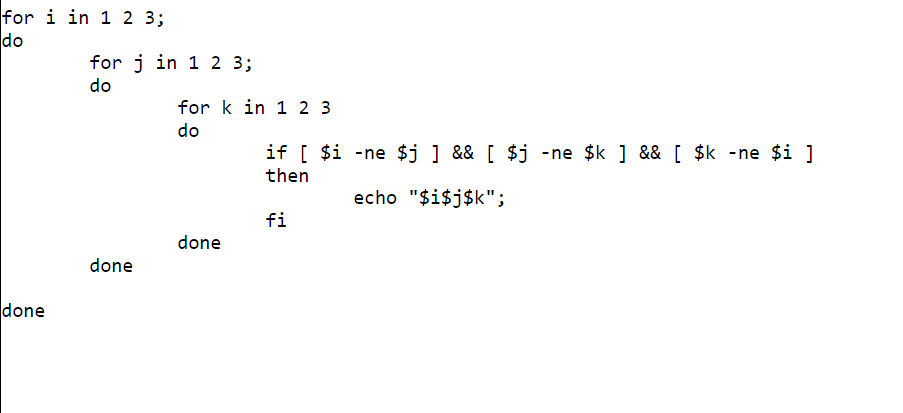 for i in 1 2 3;
do
for j in 1 2 3;
do
for k in 1 2 3
do
if [ $i -ne $j ] && [ $j -ne $k ] && [ $k -ne $i ]
then
echo "$i$j$k";
fi
done
done
done